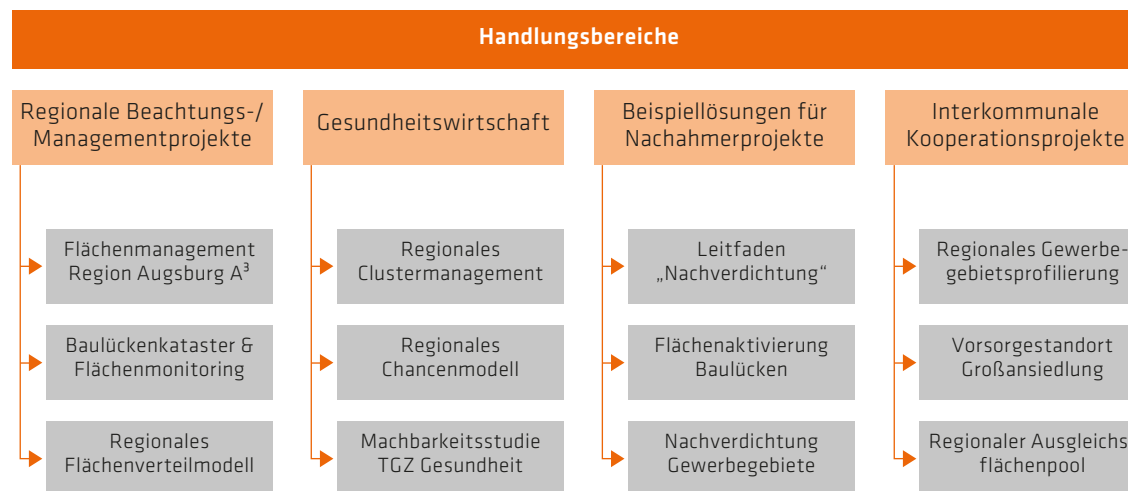 Handlungsbereiche
Regionale Beachtungs-/
Managementprojekte
Flächenmanagement
Region Augsburg A³
Baulückenkataster &
Flächenmonitoring
Regionales
Flächenverteilmodell
Gesundheitswirtschaft
Regionales
Clustermanagement
Regionales
Chancenmodell
Machbarkeitsstudie
TGZ Gesundheit
Beispiellösungen für
Nachahmerprojekte
Leitfaden
„Nachverdichtung“
Flächenaktivierung
Baulücken
Nachverdichtung
Gewerbegebiete
Interkommunale
Kooperationsprojekte
Regionales Gewerbe-
gebietsprofilierung
Vorsorgestandort
Großansiedlung
Regionaler Ausgleichs
flächenpool